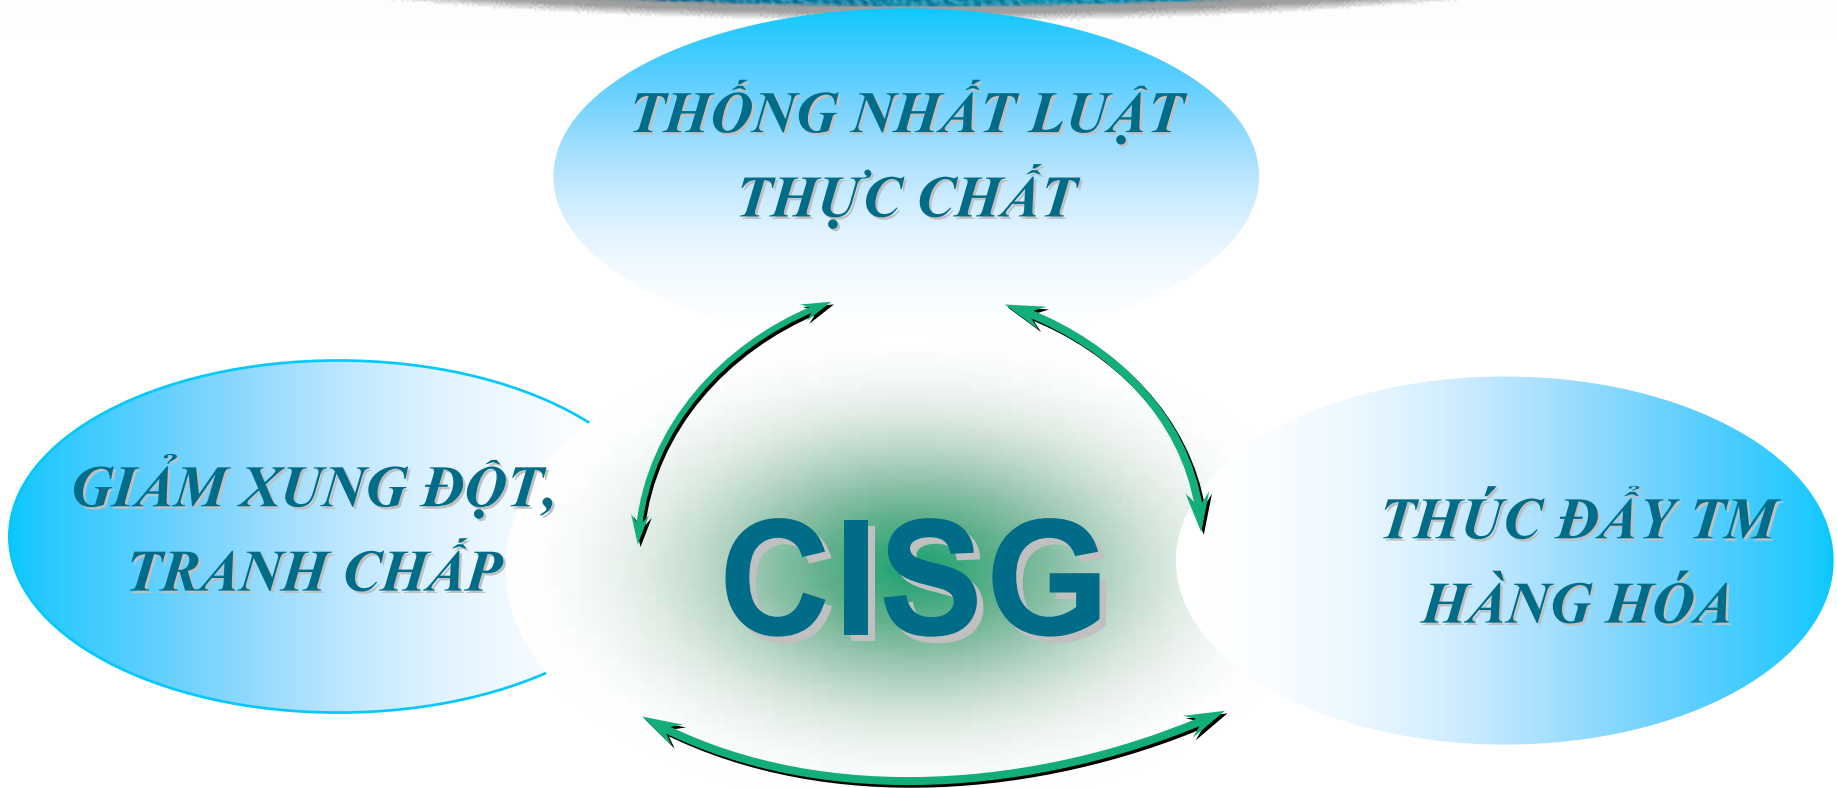 THỐNG NHẤT LUẬT
THỰC CHẤT
GIẢM XUNG ĐỘT,
TRANH CHẤP
CISG
THÚC ĐẨY TM
HÀNG HÓA